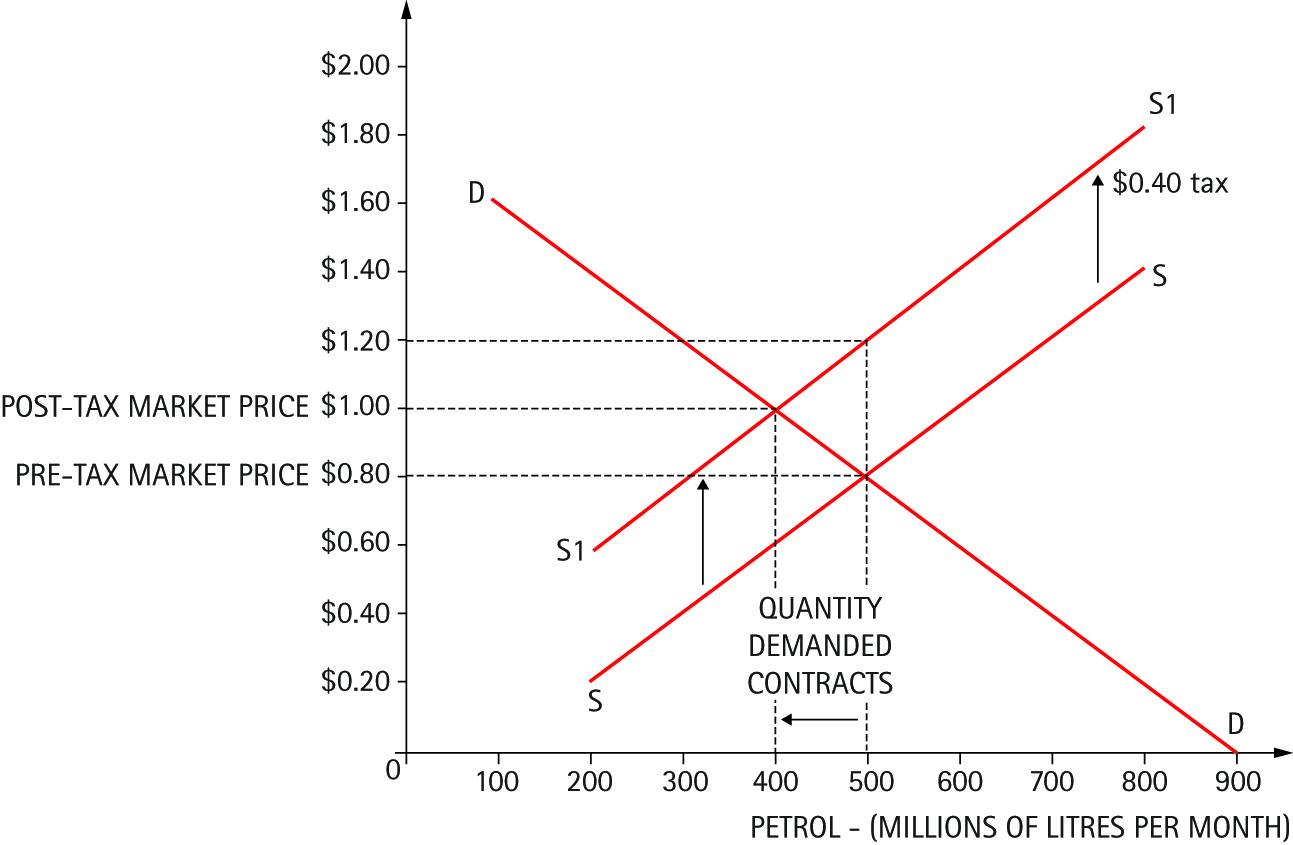 $2.00
$1.80
S1
$0.40 tax
D
$1.60
$1.40
S
$1.20
POST-TAX MARKET PRICE $1.00
PRE-TAX MARKET PRICE $0.80
$0.60
S1
$0.40
QUANTITY
DEMANDED
CONTRACTS
$0.20
S
D
0 100 200 300 400 500 600 700 800 900
PETROL - (MILLIONS OF LITRES PER MONTH)